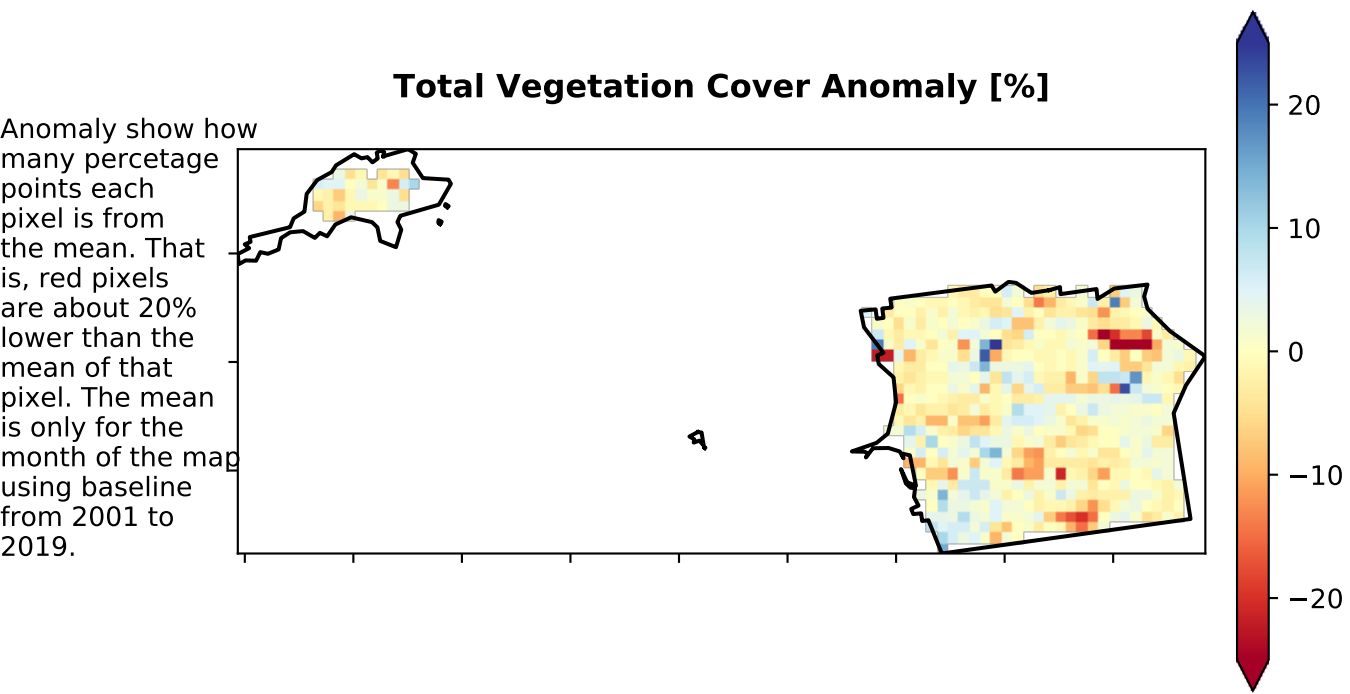 Total Vegetation Cover Anomaly [%]
Anomaly show how
many percetage
points each
pixel is from
the mean. That
is, red pixels
are about 20%
lower than the
mean of that
pixel. The mean
is only for the
month of the map
using baseline
from 2001 to
2019.
20
10
0
−10
−20